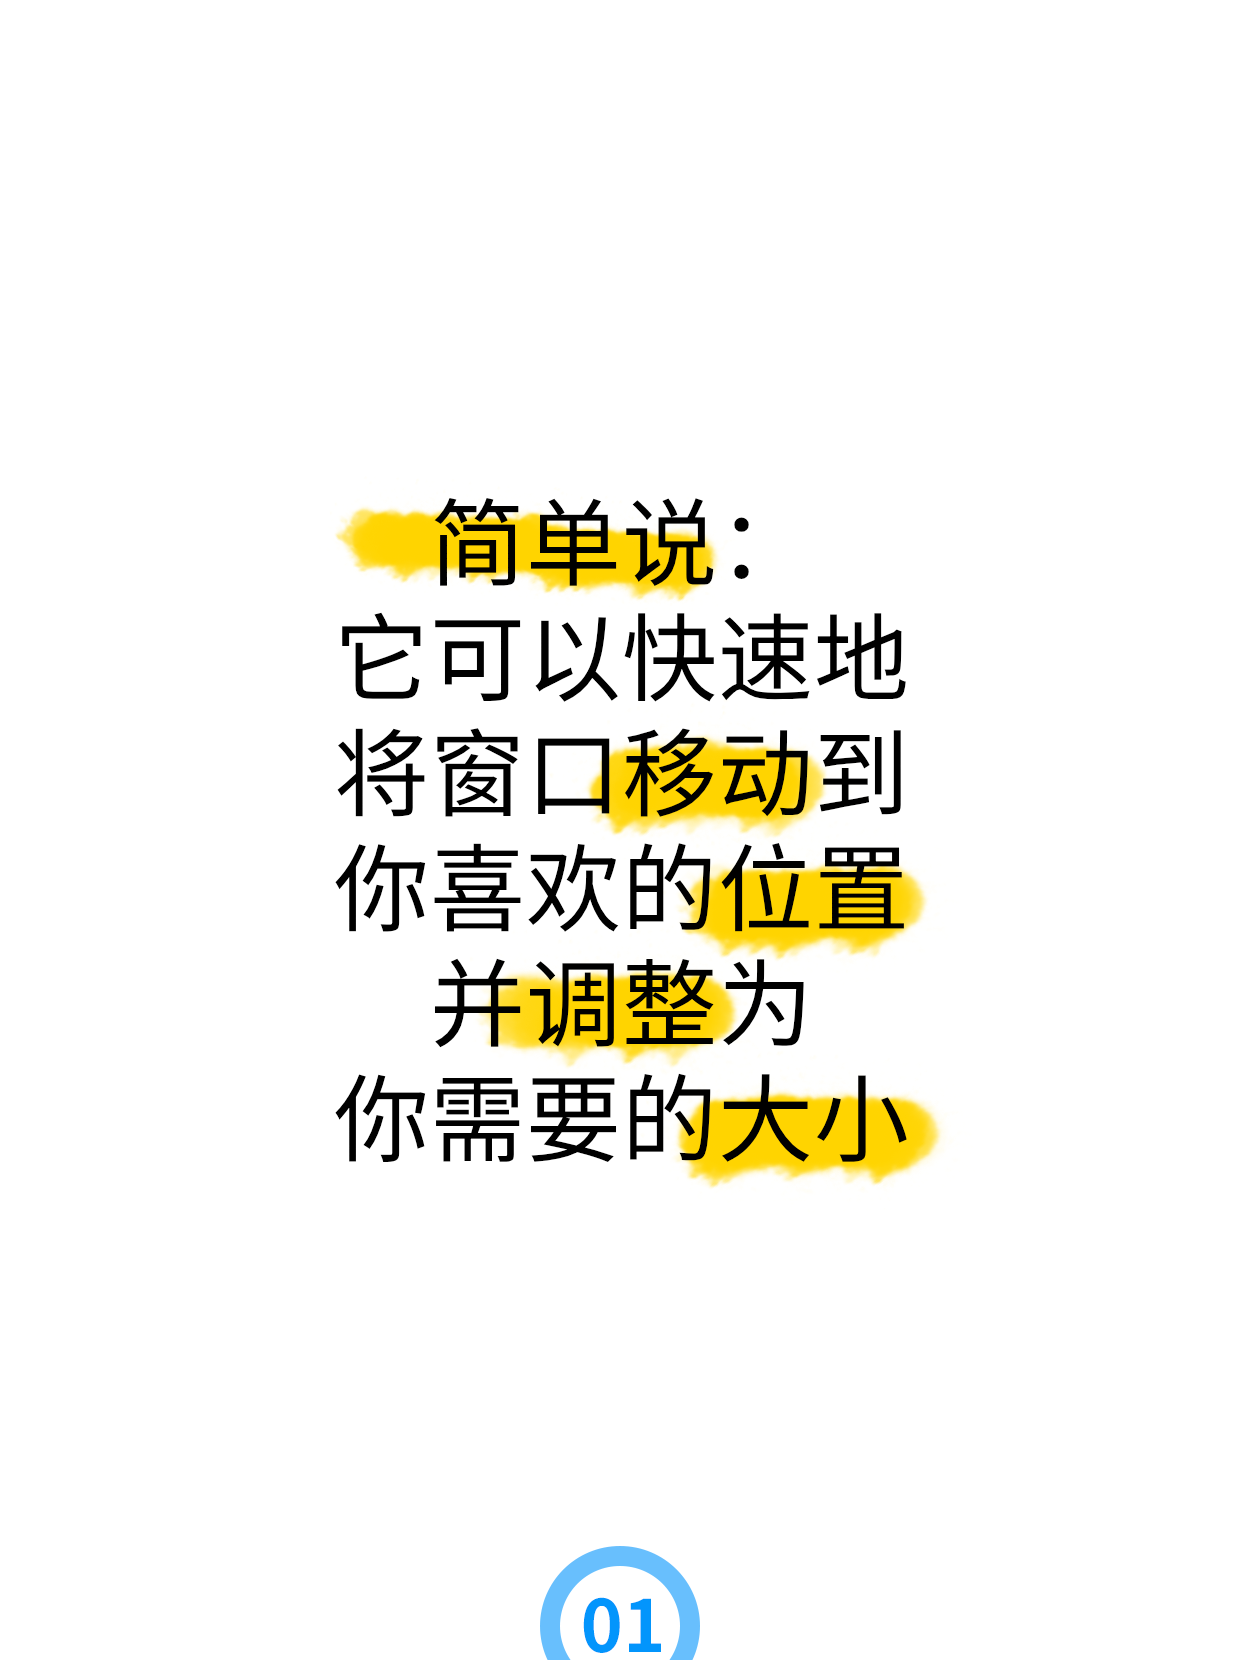 简单说：
它可以快速地
将窗口移动到
你喜欢的位置
并调整为
你需要的大小
01